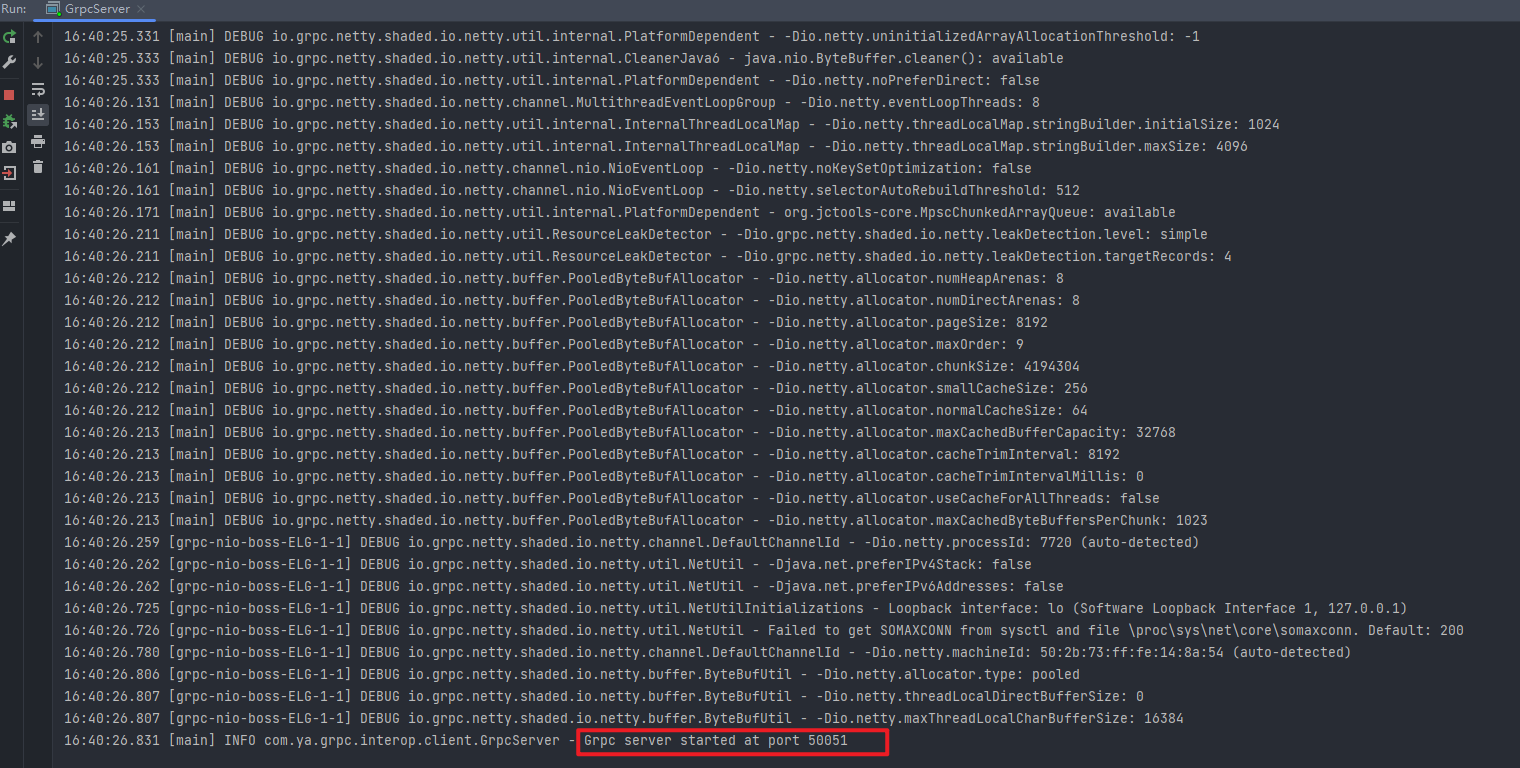 Run: GrpcServer
16:40:25.331 [main] DEBUG io.grpc.netty.shaded.io.netty.util.internal.PlatformDependent - -Dio.netty.uninitializedArrayAllocationThreshold: -1
16:40:25.333 [main] DEBUG io.grpc.netty.shaded.io.netty.util.internal.CleanerJava6 - java.nio.ByteBuffer.cleaner(): available
16:40:25.333 [main] DEBUG io.grpc.netty.shaded.io.netty.util.internal.PlatformDependent - -Dio.netty.noPreferDirect: false
16:40:26.131 [main] DEBUG io.grpc.netty.shaded.io.netty.channel.MultithreadEventLoopGroup - -Dio.netty.eventLoopThreads: 8
16:40:26.153 [main] DEBUG io.grpc.netty.shaded.io.netty.util.internal.InternalThreadLocalMap - -Dio.netty.threadLocalMap.stringBuilder.initialSize: 1024
16:40:26.153 [main] DEBUG io.grpc.netty.shaded.io.netty.util.internal.InternalThreadLocalMap - -Dio.netty.threadLocalMap.stringBuilder.maxSize: 4096
16:40:26.161 [main] DEBUG io.grpc.netty.shaded.io.netty.channel.nio.NioEventLoop - -Dio.netty.noKeySetOptimization: false
16:40:26.161 [main] DEBUG io.grpc.netty.shaded.io.netty.channel.nio.NioEventLoop - -Dio.netty.selectorAutoRebuildThreshold: 512
16:40:26.171 [main] DEBUG io.grpc.netty.shaded.io.netty.util.internal.PlatformDependent - org.jctools-core.MpscChunkedArrayQueue: available
16:40:26.211 [main] DEBUG io.grpc.netty.shaded.io.netty.util.ResourceLeakDetector - -Dio.grpc.netty.shaded.io.netty.leakDetection.level: simple
16:40:26.211 [main] DEBUG io.grpc.netty.shaded.io.netty.util.ResourceLeakDetector - -Dio.grpc.netty.shaded.io.netty.leakDetection.targetRecords: 4
16:40:26.212 [main] DEBUG io.grpc.netty.shaded.io.netty.buffer.PooledByteBufAllocator - -Dio.netty.allocator.numHeapArenas: 8
16:40:26.212 [main] DEBUG io.grpc.netty.shaded.io.netty.buffer.PooledByteBufAllocator - -Dio.netty.allocator.numDirectArenas: 8
16:40:26.212 [main] DEBUG io.grpc.netty.shaded.io.netty.buffer.PooledByteBufAllocator - -Dio.netty.allocator.pageSize: 8192
16:40:26.212 [main] DEBUG io.grpc.netty.shaded.io.netty.buffer.PooledByteBufAllocator - -Dio.netty.allocator.maxOrder: 9
16:40:26.212 [main] DEBUG io.grpc.netty.shaded.io.netty.buffer.PooledByteBufAllocator - -Dio.netty.allocator.chunkSize: 4194304
16:40:26.212 [main] DEBUG io.grpc.netty.shaded.io.netty.buffer.PooledByteBufAllocator - -Dio.netty.allocator.smallCacheSize: 256
16:40:26.212 [main] DEBUG io.grpc.netty.shaded.io.netty.buffer.PooledByteBufAllocator - -Dio.netty.allocator.normalCacheSize: 64
16:40:26.213 [main] DEBUG io.grpc.netty.shaded.io.netty.buffer.PooledByteBufAllocator - -Dio.netty.allocator.maxCachedBufferCapacity: 32768
16:40:26.213 [main] DEBUG io.grpc.netty.shaded.io.netty.buffer.PooledByteBufAllocator - -Dio.netty.allocator.cacheTrimInterval: 8192
16:40:26.213 [main] DEBUG io.grpc.netty.shaded.io.netty.buffer.PooledByteBufAllocator - -Dio.netty.allocator.cacheTrimIntervalMillis: 0
16:40:26.213 [main] DEBUG io.grpc.netty.shaded.io.netty.buffer.PooledByteBufAllocator - -Dio.netty.allocator.useCacheForAllThreads: false
16:40:26.213 [main] DEBUG io.grpc.netty.shaded.io.netty.buffer.PooledByteBufAllocator - -Dio.netty.allocator.maxCachedByteBuffersPerChunk: 1023
16:40:26.259 [grpc-nio-boss-ELG-1-1] DEBUG io.grpc.netty.shaded.io.netty.channel.DefaultChannelId - -Dio.netty.processId: 7720 (auto-detected)
16:40:26.262 [grpc-nio-boss-ELG-1-1] DEBUG io.grpc.netty.shaded.io.netty.util.NetUtil - -Djava.net.preferIPv4Stack: false
16:40:26.262 [grpc-nio-boss-ELG-1-1] DEBUG io.grpc.netty.shaded.io.netty.util.NetUtil - -Djava.net.preferIPv6Addresses: false
16:40:26.725 [grpc-nio-boss-ELG-1-1] DEBUG io.grpc.netty.shaded.io.netty.util.NetUtilInitializations - Loopback interface: lo (Software Loopback Interface 1, 127.0.0.1)
16:40:26.726 [grpc-nio-boss-ELG-1-1] DEBUG io.grpc.netty.shaded.io.netty.util.NetUtil - Failed to get SOMAXCONN from sysctl and file \proc\sys\net\core\somaxconn. Default: 200
16:40:26.780 [grpc-nio-boss-ELG-1-1] DEBUG io.grpc.netty.shaded.io.netty.channel.DefaultChannelId - -Dio.netty.machineId: 50:2b:73:ff:fe:14:8a:54 (auto-detected)
16:40:26.806 [grpc-nio-boss-ELG-1-1] DEBUG io.grpc.netty.shaded.io.netty.buffer.ByteBufUtil - -Dio.netty.allocator.type: pooled
16:40:26.807 [grpc-nio-boss-ELG-1-1] DEBUG io.grpc.netty.shaded.io.netty.buffer.ByteBufUtil - -Dio.netty.threadLocalDirectBufferSize: 0
16:40:26.807 [grpc-nio-boss-ELG-1-1] DEBUG io.grpc.netty.shaded.io.netty.buffer.ByteBufUtil - -Dio.netty.maxThreadLocalCharBufferSize: 16384
16:40:26.831 [main] INFO com.ya.grpc.interop.client.GrpcServer - Grpc server started at port 50051